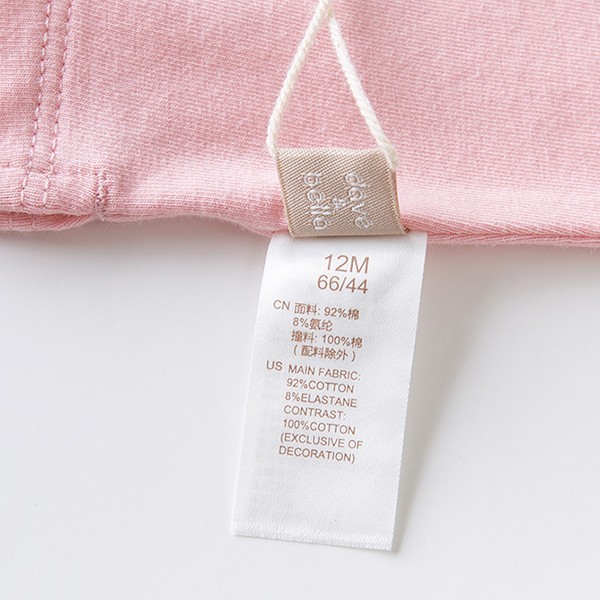 dave
&
bella
12M
66/44
CN 面料: 92%棉
8%氨纶
撞料: 100%棉
(配料除外)
US MAIN FABRIC:
92%COTTON
8%ELASTANE
CONTRAST:
100%COTTON
(EXCLUSIVE OF
DECORATION)